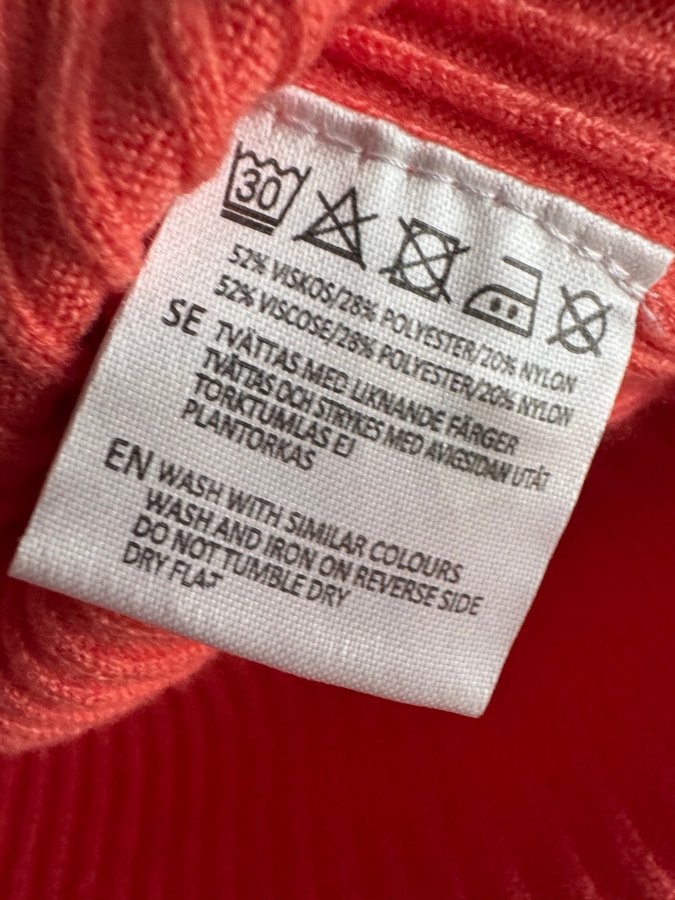 30
52% VISKOS/28% POLYESTER/20% NYLON
52% VISCOSE/28% POLYESTER/20% NYLON
SE TVÄTTAS MED LIKNANDE FÄRGER
TVÄTTAS OCH STRYKES MED AVIGSIDAN UTÅT
TORKTUMLAS EJ
PLANTORKAS
EN WASH WITH SIMILAR COLOURS
WASH AND IRON ON REVERSE SIDE
DO NOT TUMBLE DRY
DRY FLAT